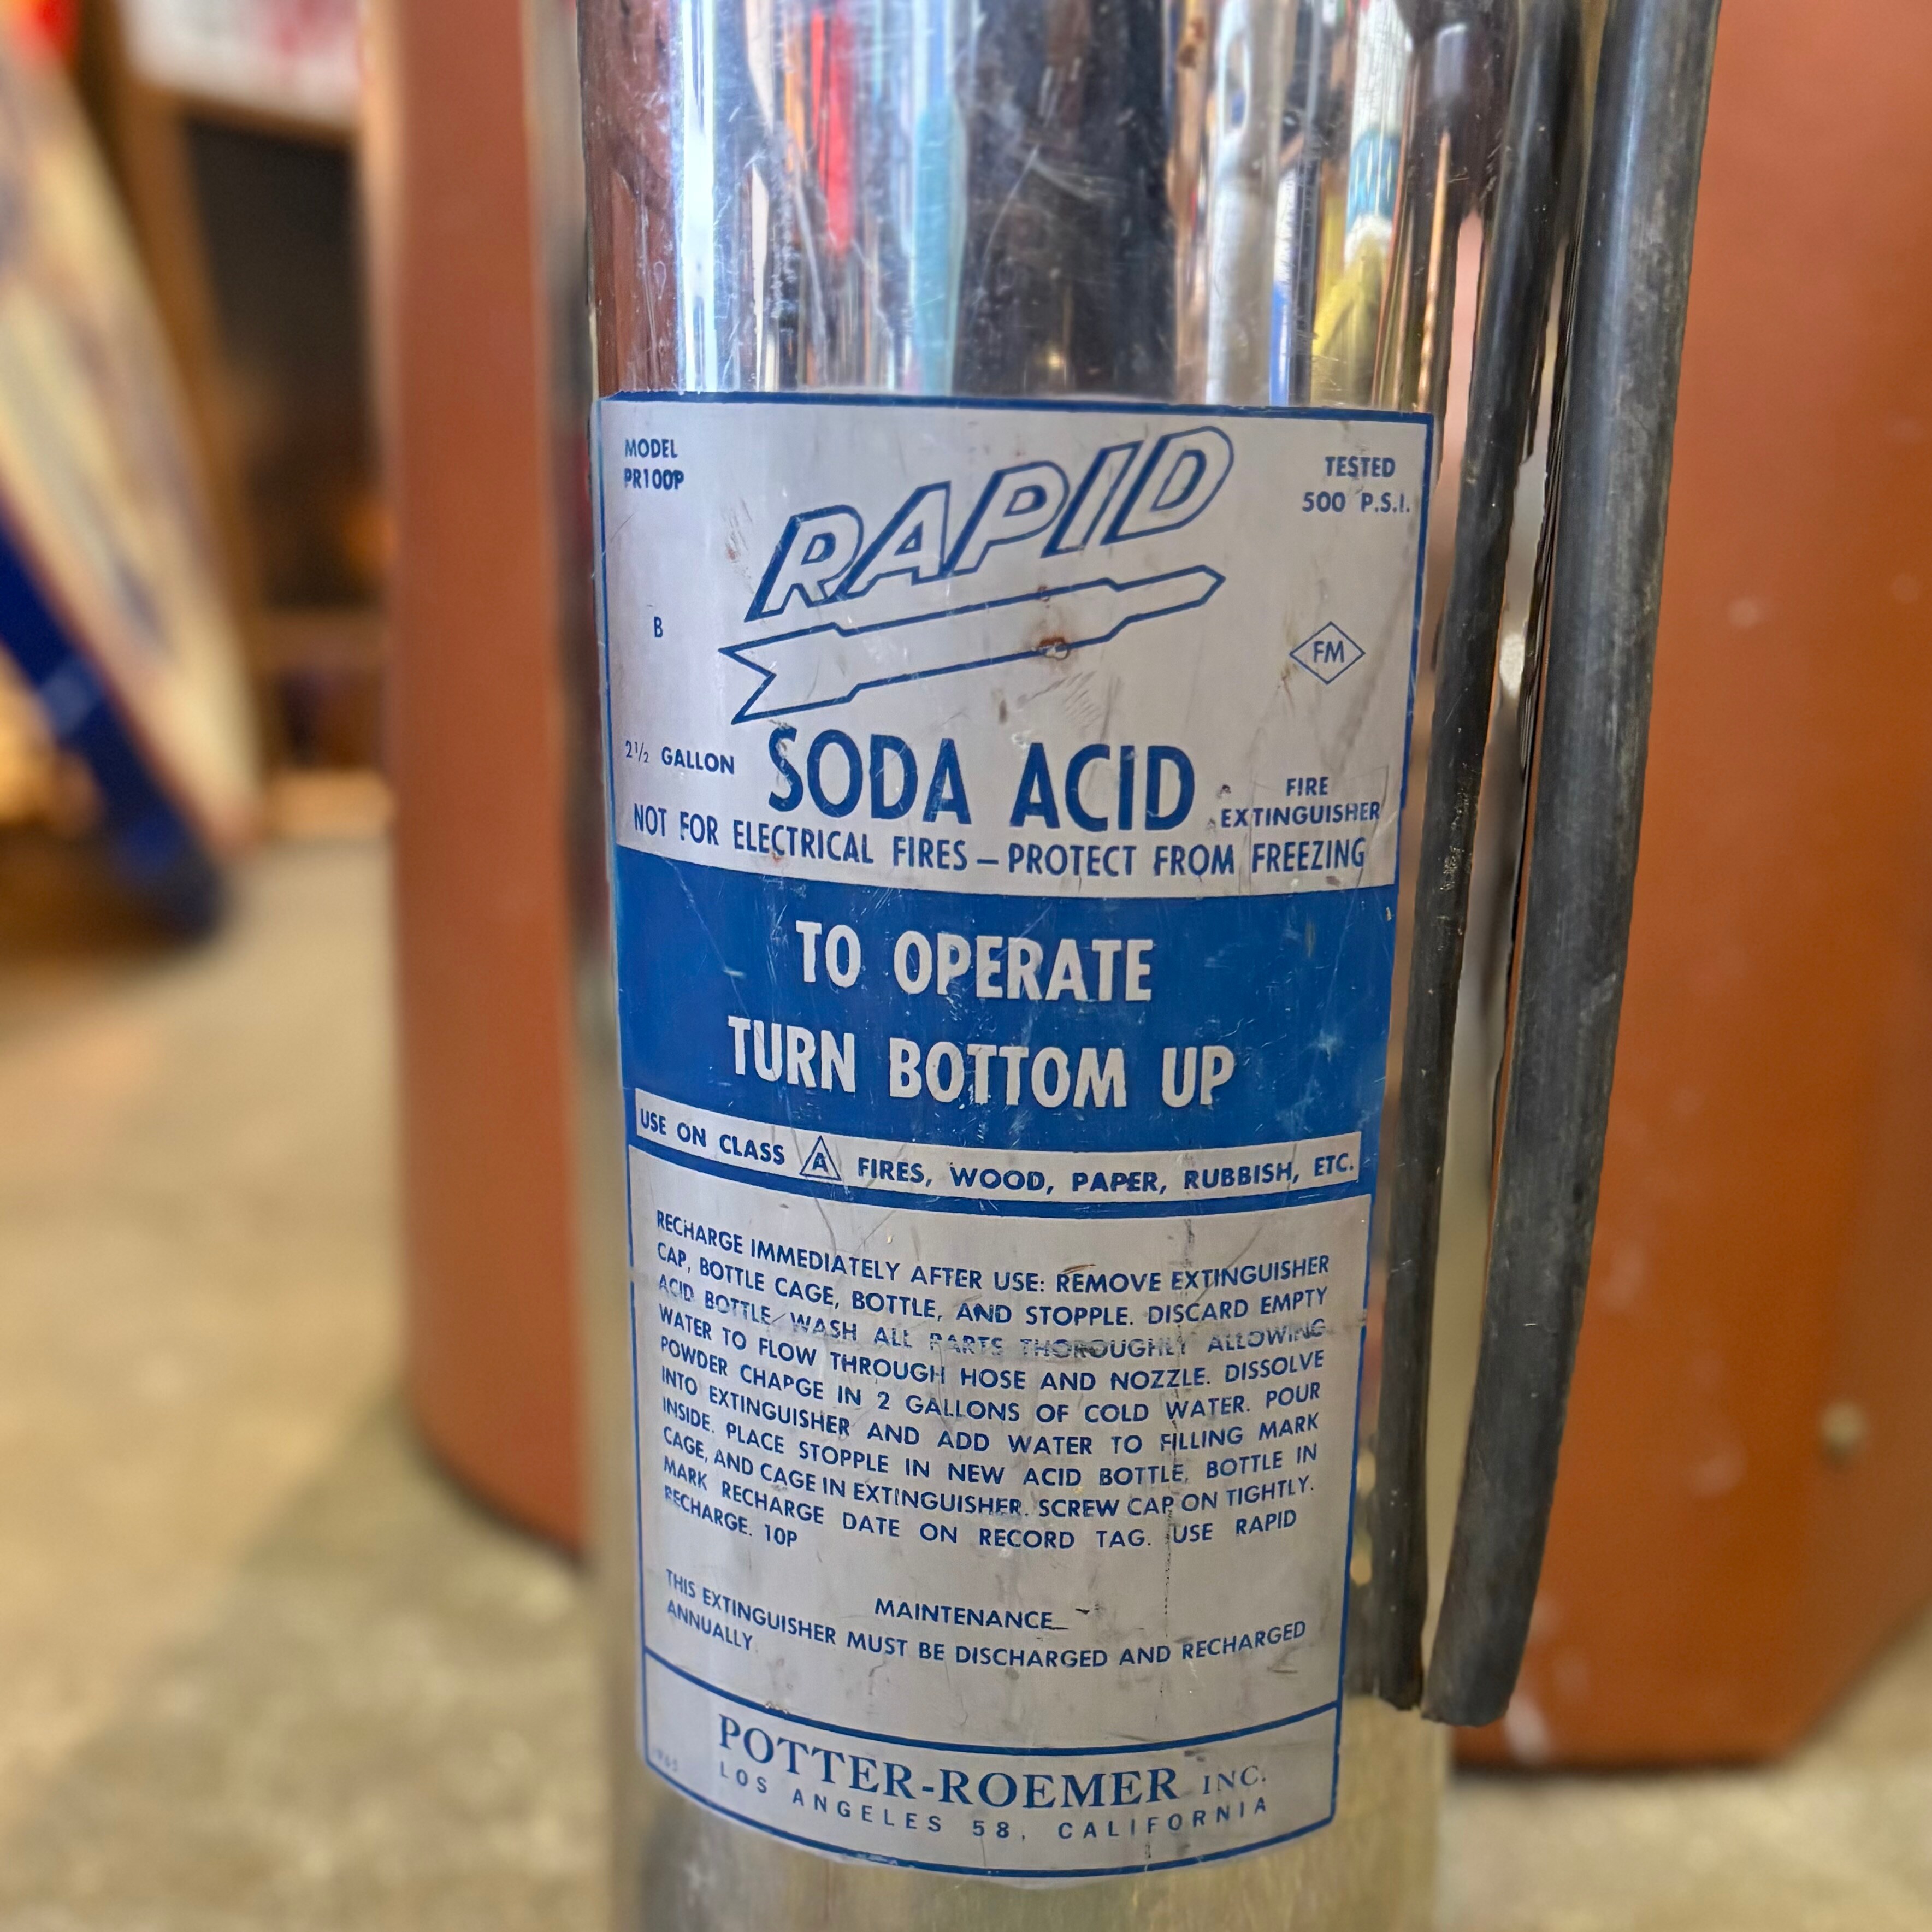 MODEL
PR100P
RAPID
TESTED
500 P.S.I.
B
FM
2½ GALLON SODA ACID FIRE
EXTINGUISHER
NOT FOR ELECTRICAL FIRES – PROTECT FROM FREEZING
TO OPERATE
TURN BOTTOM UP
USE ON CLASS A FIRES, WOOD, PAPER, RUBBISH, ETC.
RECHARGE IMMEDIATELY AFTER USE: REMOVE EXTINGUISHER
CAP, BOTTLE CAGE, BOTTLE, AND STOPPLE. DISCARD EMPTY
ACID BOTTLE. WASH ALL PARTS THOROUGHLY ALLOWING
WATER TO FLOW THROUGH HOSE AND NOZZLE. DISSOLVE
POWDER CHARGE IN 2 GALLONS OF COLD WATER. POUR
INTO EXTINGUISHER AND ADD WATER TO FILLING MARK
INSIDE. PLACE STOPPLE IN NEW ACID BOTTLE, BOTTLE IN
CAGE, AND CAGE IN EXTINGUISHER. SCREW CAP ON TIGHTLY.
MARK RECHARGE DATE ON RECORD TAG. USE RAPID
RECHARGE. 10P
MAINTENANCE
THIS EXTINGUISHER MUST BE DISCHARGED AND RECHARGED
ANNUALLY
POTTER-ROEMER INC.
LOS ANGELES 58, CALIFORNIA